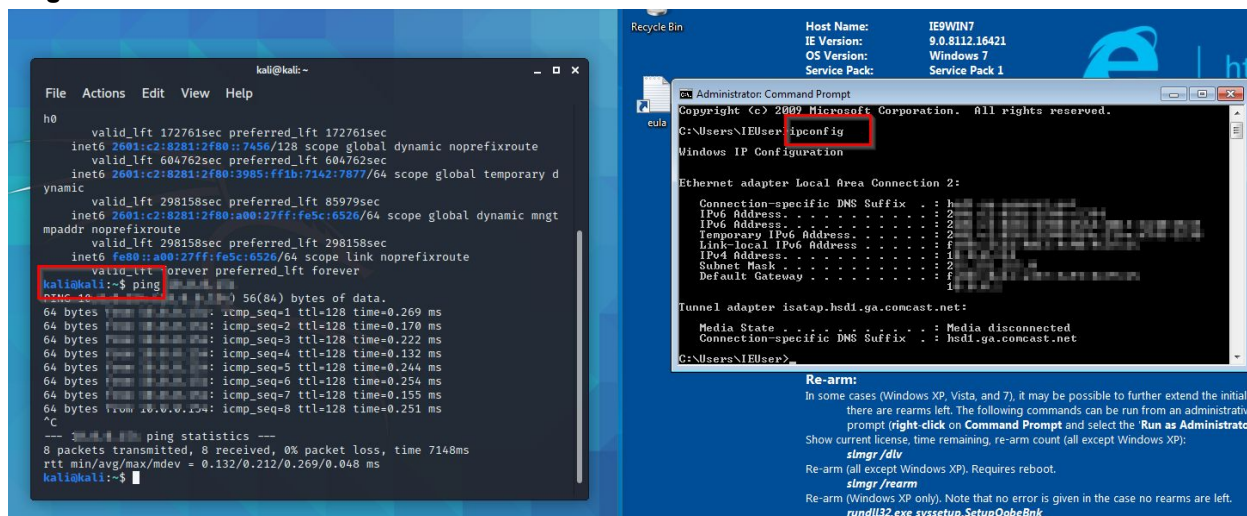 kali@kali: ~
File Actions Edit View Help
h0
valid_lft 172761sec preferred_lft 172761sec
inet6 2601:c2:8281:2f80::7456/128 scope global dynamic noprefixroute
valid_lft 604762sec preferred_lft 604762sec
inet6 2601:c2:8281:2f80:3985:ff1b:7142:7877/64 scope global temporary d
ynamic
valid_lft 298158sec preferred_lft 85979sec
inet6 2601:c2:8281:2f80:a00:27ff:fe5c:6526/64 scope global dynamic mngt
mpaddr noprefixroute
valid_lft 298158sec preferred_lft 298158sec
inet6 fe80::a00:27ff:fe5c:6526/64 scope link noprefixroute
valid_lft forever preferred_lft forever
kali@kali:~$ ping
PING 56(84) bytes of data.
64 bytes : icmp_seq=1 ttl=128 time=0.269 ms
64 bytes : icmp_seq=2 ttl=128 time=0.170 ms
64 bytes : icmp_seq=3 ttl=128 time=0.222 ms
64 bytes : icmp_seq=4 ttl=128 time=0.132 ms
64 bytes : icmp_seq=5 ttl=128 time=0.244 ms
64 bytes : icmp_seq=6 ttl=128 time=0.254 ms
64 bytes : icmp_seq=7 ttl=128 time=0.155 ms
64 bytes from : icmp_seq=8 ttl=128 time=0.251 ms
^C
--- ping statistics ---
8 packets transmitted, 8 received, 0% packet loss, time 7148ms
rtt min/avg/max/mdev = 0.132/0.212/0.269/0.048 ms
kali@kali:~$
Recycle Bin
eula
Host Name: IE9WIN7
IE Version: 9.0.8112.16421
OS Version: Windows 7
Service Pack: Service Pack 1
Administrator: Command Prompt
Copyright (c) 2009 Microsoft Corporation. All rights reserved.
C:\Users\IEUser>ipconfig
Windows IP Configuration
Ethernet adapter Local Area Connection 2:
Connection-specific DNS Suffix . :
IPv6 Address. . . . . . . . . . . :
IPv6 Address. . . . . . . . . . . :
Temporary IPv6 Address. . . . . . :
Link-local IPv6 Address . . . . . :
IPv4 Address. . . . . . . . . . . :
Subnet Mask . . . . . . . . . . . :
Default Gateway . . . . . . . . . :
Tunnel adapter isatap.hsd1.ga.comcast.net:
Media State . . . . . . . . . . . : Media disconnected
Connection-specific DNS Suffix . : hsd1.ga.comcast.net
C:\Users\IEUser>_
Re-arm:
In some cases (Windows XP, Vista, and 7), it may be possible to further extend the initial
there are rearms left. The following commands can be run from an administrativ
prompt (right-click on Command Prompt and select the 'Run as Administrato
Show current license, time remaining, re-arm count (all except Windows XP):
slmgr /dlv
Re-arm (all except Windows XP). Requires reboot.
slmgr /rearm
Re-arm (Windows XP only). Note that no error is given in the case no rearms are left.
rundll32.exe syssetup,SetupOobeBnk